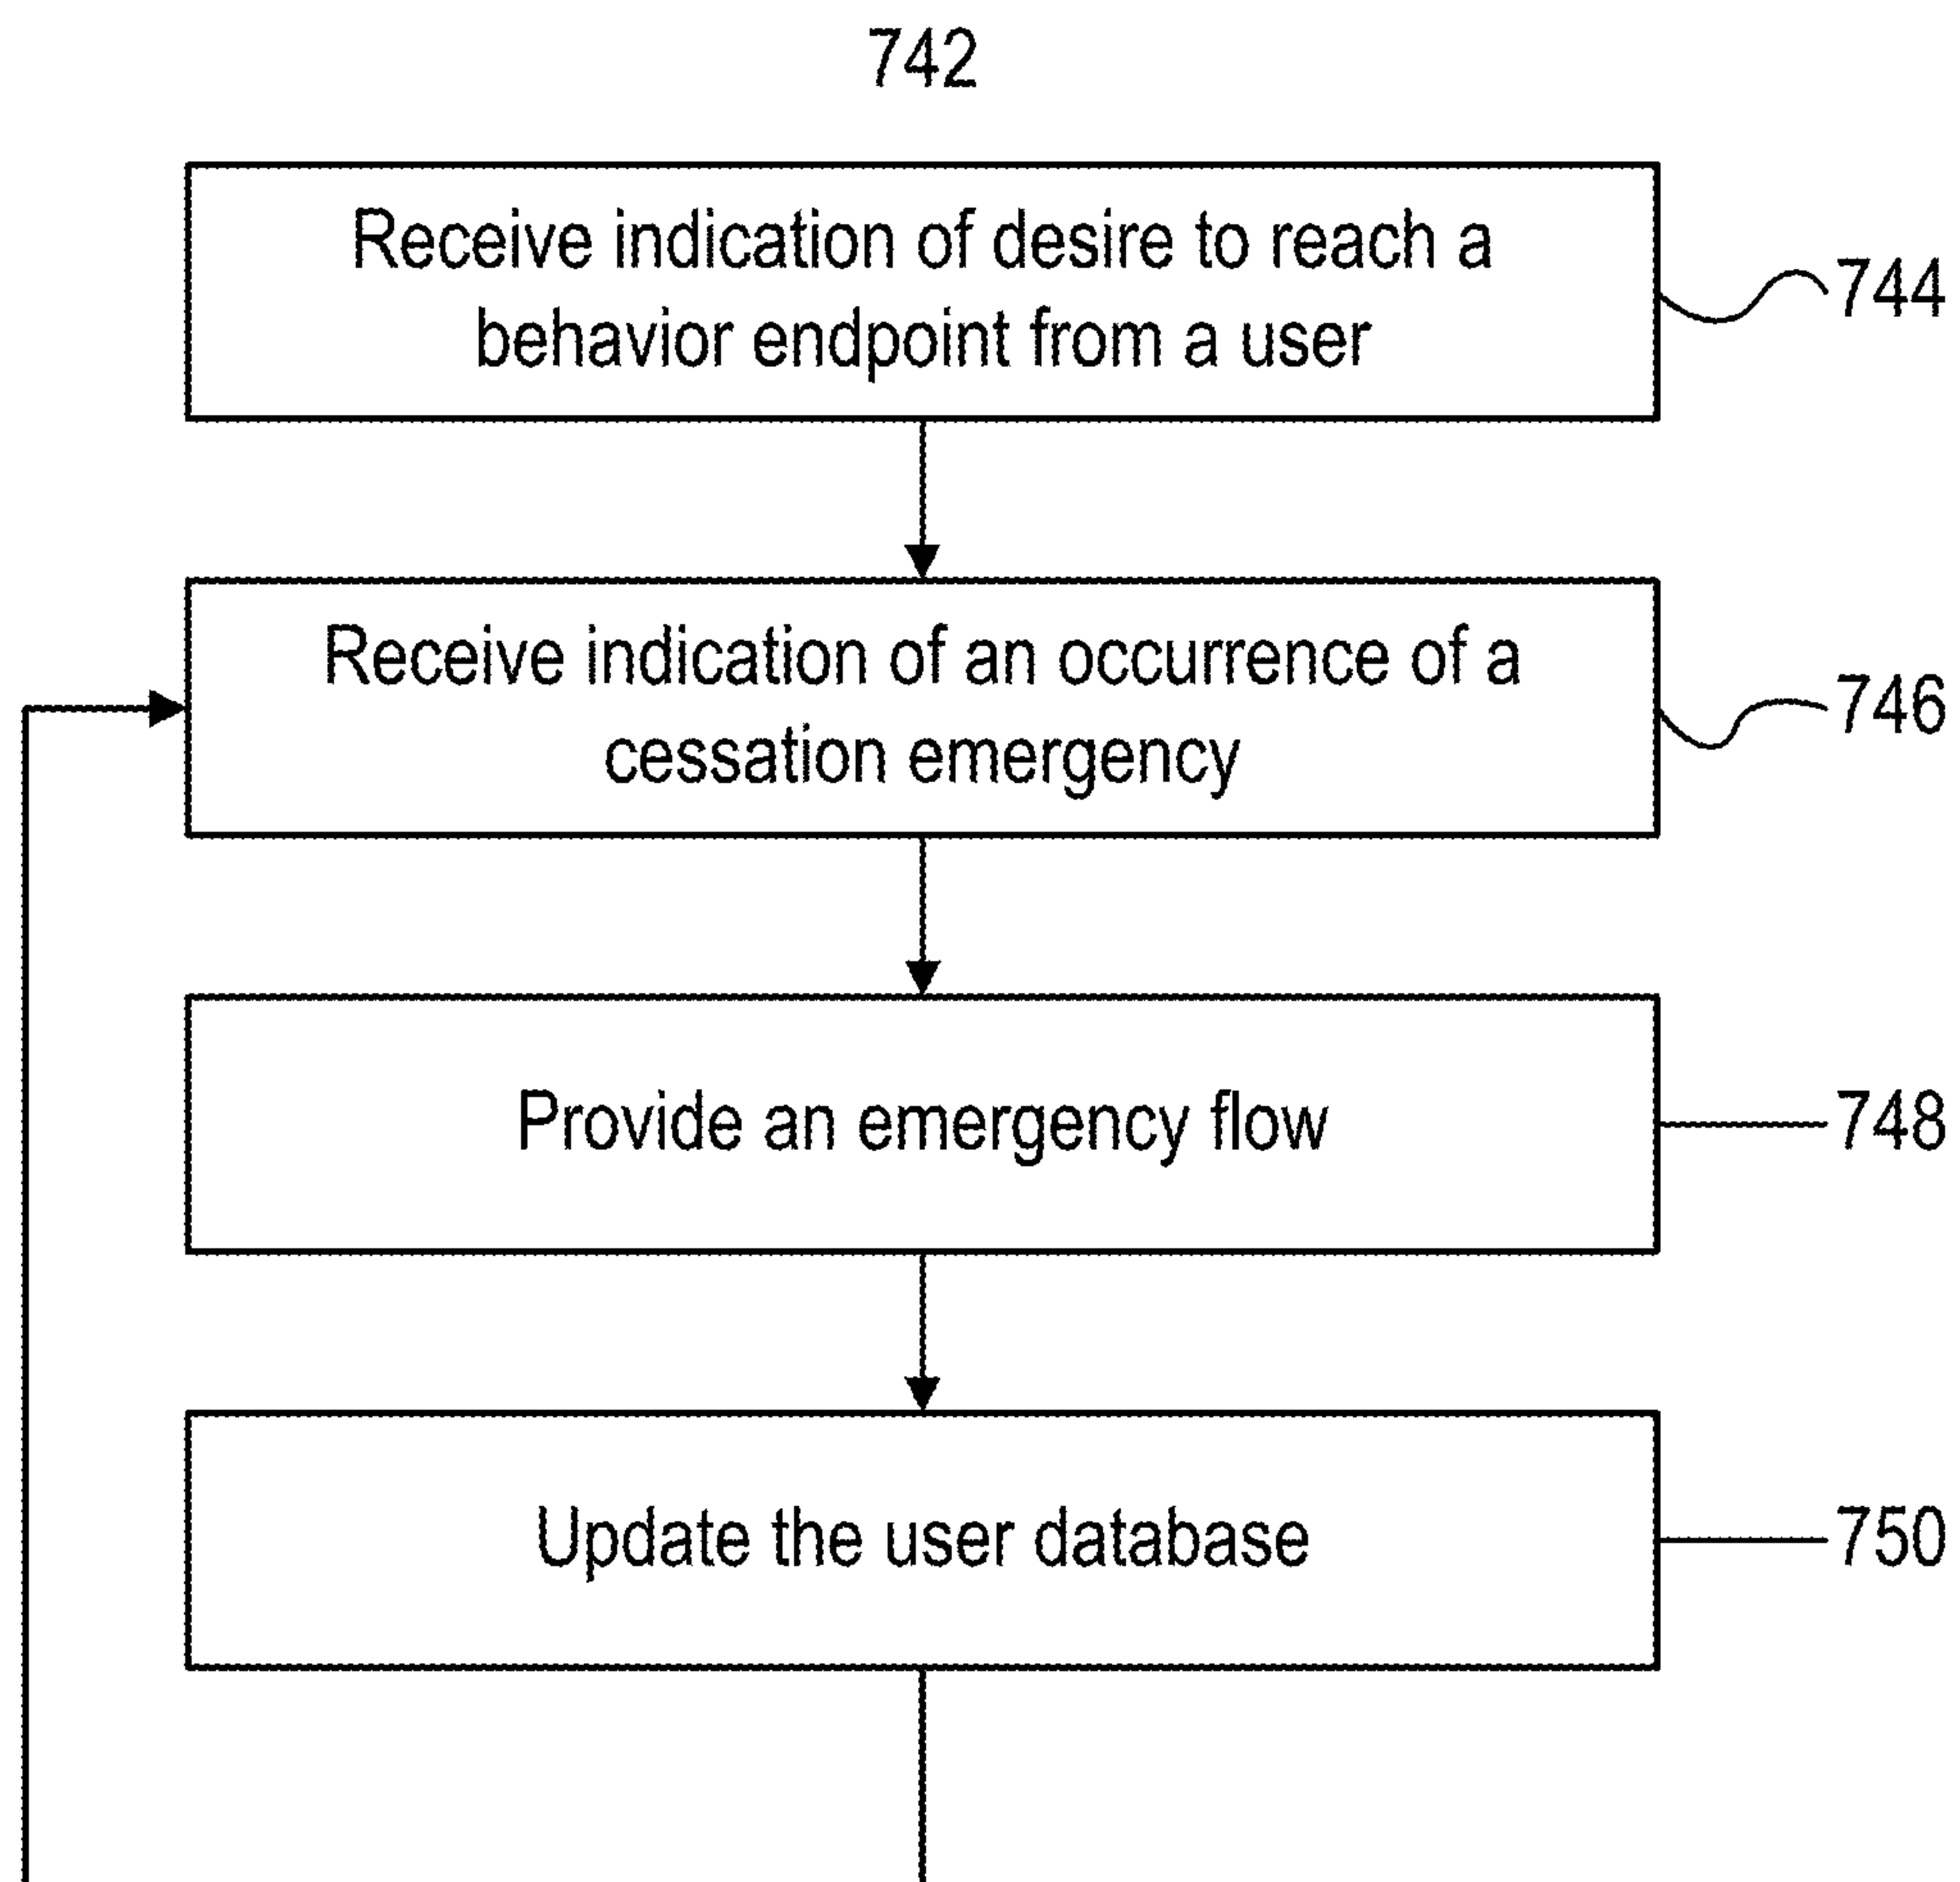 742
Receive indication of desire to reach a
behavior endpoint from a user
744
Receive indication of an occurrence of a
cessation emergency
746
Provide an emergency flow
748
Update the user database
750